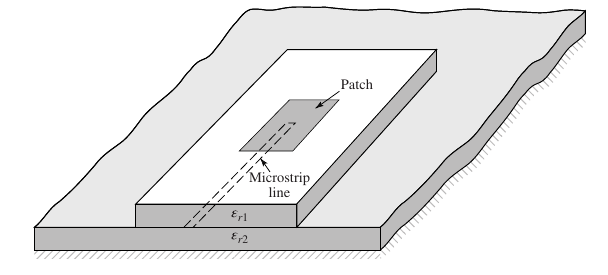 Patch
Microstrip
line
εr1
εr2